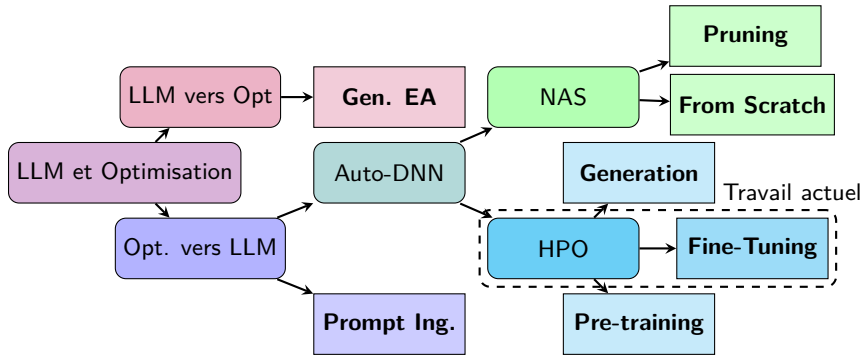 Pruning
LLM vers Opt
Gen. EA
NAS
From Scratch
LLM et Optimisation
Auto-DNN
Generation
Travail actuel
Opt. vers LLM
HPO
Fine-Tuning
Prompt Ing.
Pre-training